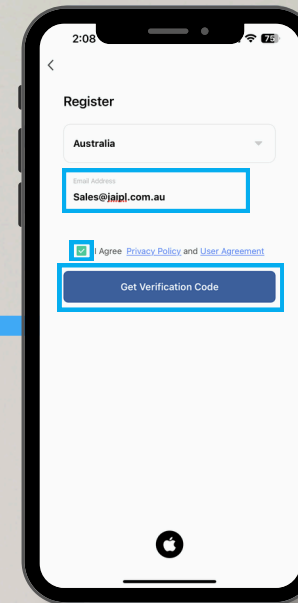 2:08
75
Register
Australia
Email Address
Sales@jaipl.com.au
I Agree Privacy Policy and User Agreement
Get Verification Code